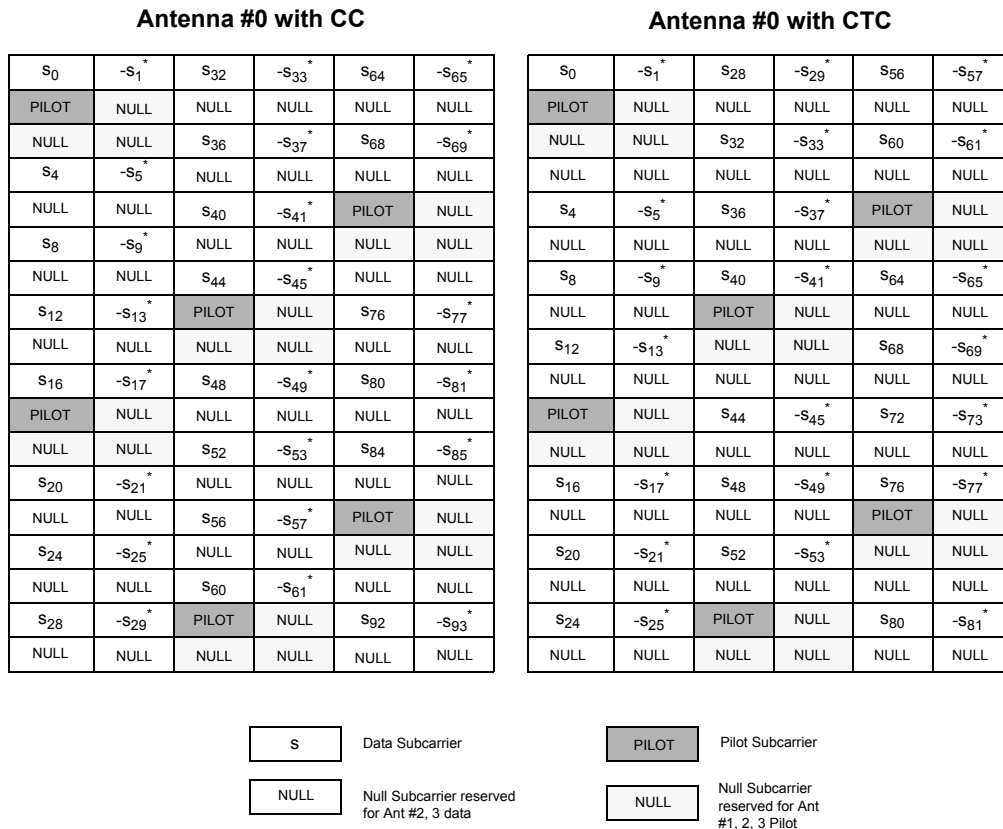 Antenna #0 with CC
s0 -s1* s32 -s33* s64 -s65*
PILOT NULL NULL NULL NULL NULL
NULL NULL s36 -s37* s68 -s69*
s4 -s5* NULL NULL NULL NULL
NULL NULL s40 -s41* PILOT NULL
s8 -s9* NULL NULL NULL NULL
NULL NULL s44 -s45* NULL NULL
s12 -s13* PILOT NULL s76 -s77*
NULL NULL NULL NULL NULL NULL
s16 -s17* s48 -s49* s80 -s81*
PILOT NULL NULL NULL NULL NULL
NULL NULL s52 -s53* s84 -s85*
s20 -s21* NULL NULL NULL NULL
NULL NULL s56 -s57* PILOT NULL
s24 -s25* NULL NULL NULL NULL
NULL NULL s60 -s61* NULL NULL
s28 -s29* PILOT NULL s92 -s93*
NULL NULL NULL NULL NULL NULL
Antenna #0 with CTC
s0 -s1* s28 -s29* s56 -s57*
PILOT NULL NULL NULL NULL NULL
NULL NULL s32 -s33* s60 -s61*
NULL NULL NULL NULL NULL NULL
s4 -s5* s36 -s37* PILOT NULL
NULL NULL NULL NULL NULL NULL
s8 -s9* s40 -s41* s64 -s65*
NULL NULL PILOT NULL NULL NULL
s12 -s13* NULL NULL s68 -s69*
NULL NULL NULL NULL NULL NULL
PILOT NULL s44 -s45* s72 -s73*
NULL NULL NULL NULL NULL NULL
s16 -s17* s48 -s49* s76 -s77*
NULL NULL NULL NULL PILOT NULL
s20 -s21* s52 -s53* NULL NULL
NULL NULL NULL NULL NULL NULL
s24 -s25* PILOT NULL s80 -s81*
NULL NULL NULL NULL NULL NULL
s Data Subcarrier
NULL Null Subcarrier reserved
for Ant #2, 3 data
PILOT Pilot Subcarrier
NULL Null Subcarrier
reserved for Ant
#1, 2, 3 Pilot